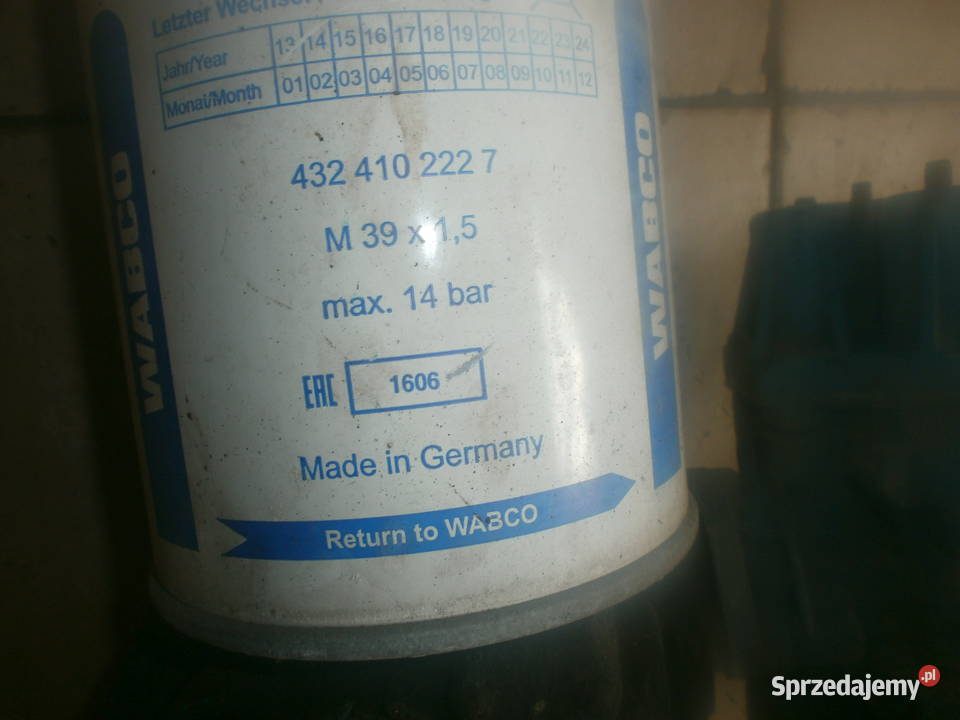 Letzter Wechsel
Jahr/Year 13 14 15 16 17 18 19 20 21 22 23 24
Monat/Month 01 02 03 04 05 06 07 08 09 10 11 12
432 410 222 7
M 39 x 1,5
max. 14 bar
EAC 1606
Made in Germany
Return to WABCO
WABCO
WABCO
Sprzedajemy.pl